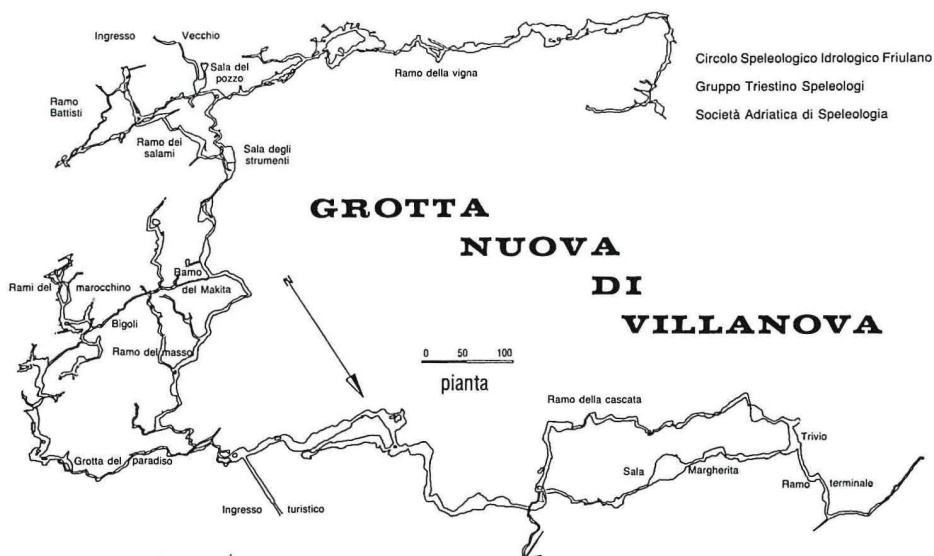 Ingresso Vecchio
Sala del
pozzo
Ramo della vigna
Circolo Speleologico Idrologico Friulano
Gruppo Triestino Speleologi
Società Adriatica di Speleologia
Ramo
Battisti
Ramo dei
salami
Sala degli
strumenti
GROTTA
NUOVA
DI
VILLANOVA
Rami del marocchino
Ramo
del Makita
Bigoli
Ramo del masso
N
0 50 100
pianta
Ramo della cascata
Trivio
Sala Margherita
Ramo terminale
Grotta del paradiso
Ingresso turistico